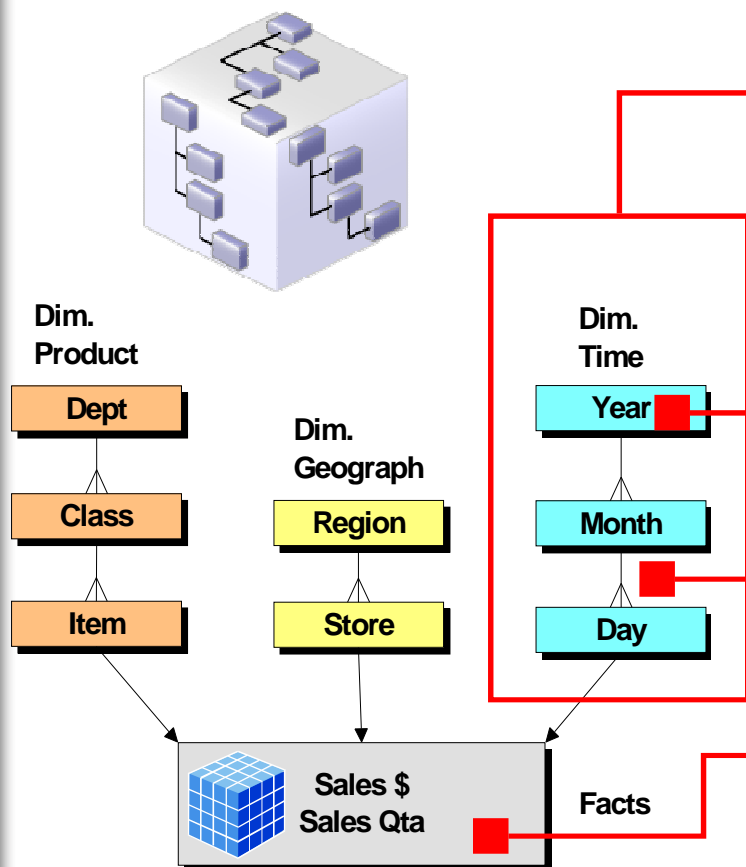 Dim.
Product
Dept
Class
Item
Dim.
Geograph
Region
Store
Dim.
Time
Year
Month
Day
Sales $
Sales Qta
Facts